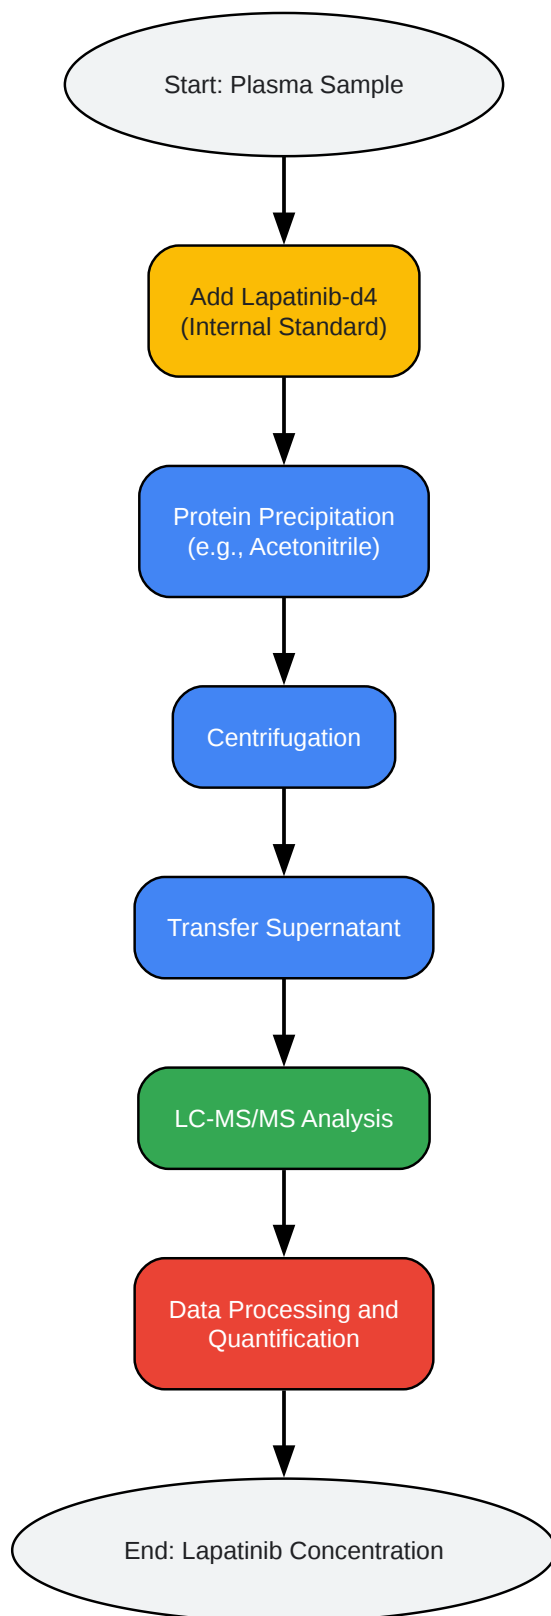 Start: Plasma Sample
Add Lapatinib-d4
(Internal Standard)
Protein Precipitation
(e.g., Acetonitrile)
Centrifugation
Transfer Supernatant
LC-MS/MS Analysis
Data Processing and
Quantification
End: Lapatinib Concentration